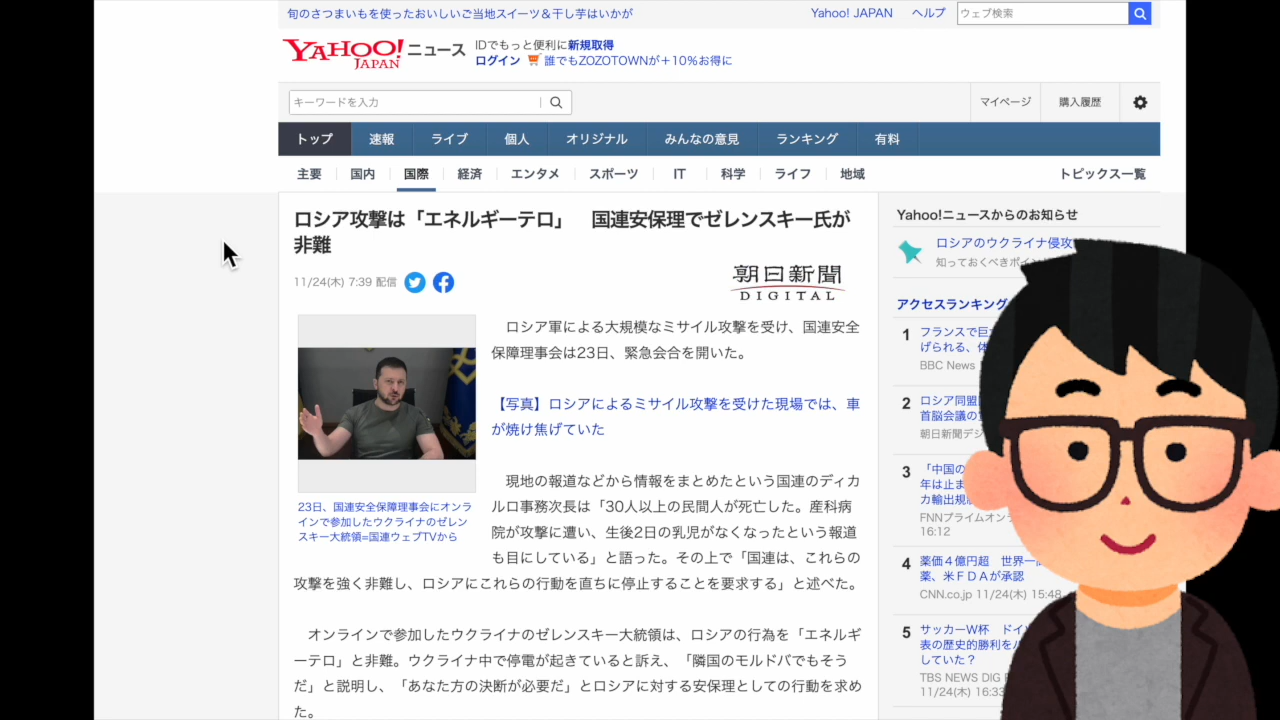 旬のさつまいもを使ったおいしいご当地スイーツ＆干し芋はいかが
Yahoo! JAPAN ヘルプ ウェブ検索
YAHOO! JAPAN ニュース
IDでもっと便利に新規取得
ログイン 誰でもZOZOTOWNが＋10%お得に
キーワードを入力
マイページ 購入履歴
トップ 速報 ライブ 個人 オリジナル みんなの意見 ランキング 有料
主要 国内 国際 経済 エンタメ スポーツ IT 科学 ライフ 地域 トピックス一覧
ロシア攻撃は「エネルギーテロ」　国連安保理でゼレンスキー氏が
非難
11/24(木) 7:39 配信
朝日新聞
DIGITAL
ロシア軍による大規模なミサイル攻撃を受け、国連安全
保障理事会は23日、緊急会合を開いた。
【写真】ロシアによるミサイル攻撃を受けた現場では、車
が焼け焦げていた
23日、国連安全保障理事会にオンラ
インで参加したウクライナのゼレン
スキー大統領=国連ウェブTVから
現地の報道などから情報をまとめたという国連のディカ
ルロ事務次長は「30人以上の民間人が死亡した。産科病
院が攻撃に遭い、生後2日の乳児がなくなったという報道
も目にしている」と語った。その上で「国連は、これらの
攻撃を強く非難し、ロシアにこれらの行動を直ちに停止することを要求する」と述べた。
オンラインで参加したウクライナのゼレンスキー大統領は、ロシアの行為を「エネルギ
ーテロ」と非難。ウクライナ中で停電が起きていると訴え、「隣国のモルドバでもそう
だ」と説明し、「あなた方の決断が必要だ」とロシアに対する安保理としての行動を求め
た。
Yahoo!ニュースからのお知らせ
ロシアのウクライナ侵攻
知っておくべきポイン
アクセスランキング
1 フランスで巨
げられる、体
BBC News
2 ロシア同盟
首脳会議の
朝日新聞デジ
3 「中国の
年は止ま
カ輸出規
FNNプライムオン
16:12
4 薬価４億円超　世界一高
薬、米ＦＤＡが承認
CNN.co.jp 11/24(木) 15:48
5 サッカーW杯　ドイ
表の歴史的勝利を
していた？
TBS NEWS DIG
11/24(木) 16:33